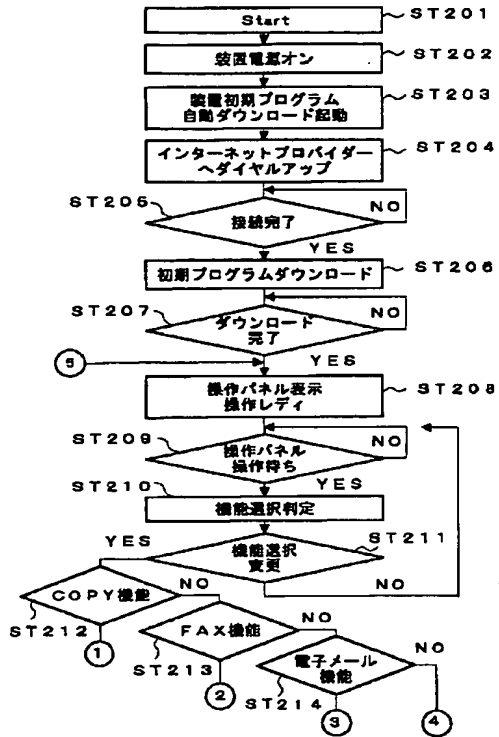 Start
ST201
装置電源オン
ST202
装置初期プログラム
自動ダウンロード起動
ST203
インターネットプロバイダー
へダイヤルアップ
ST204
ST205
接続完了
NO
YES
初期プログラムダウンロード
ST206
ST207
ダウンロード
完了
NO
YES
5
操作パネル表示
操作レディ
ST208
ST209
操作パネル
操作待ち
NO
YES
ST210
機能選択判定
YES
機能選択
変更
ST211
NO
COPY機能
NO
ST212
1
FAX機能
NO
ST213
2
電子メール
機能
NO
ST214
3
4